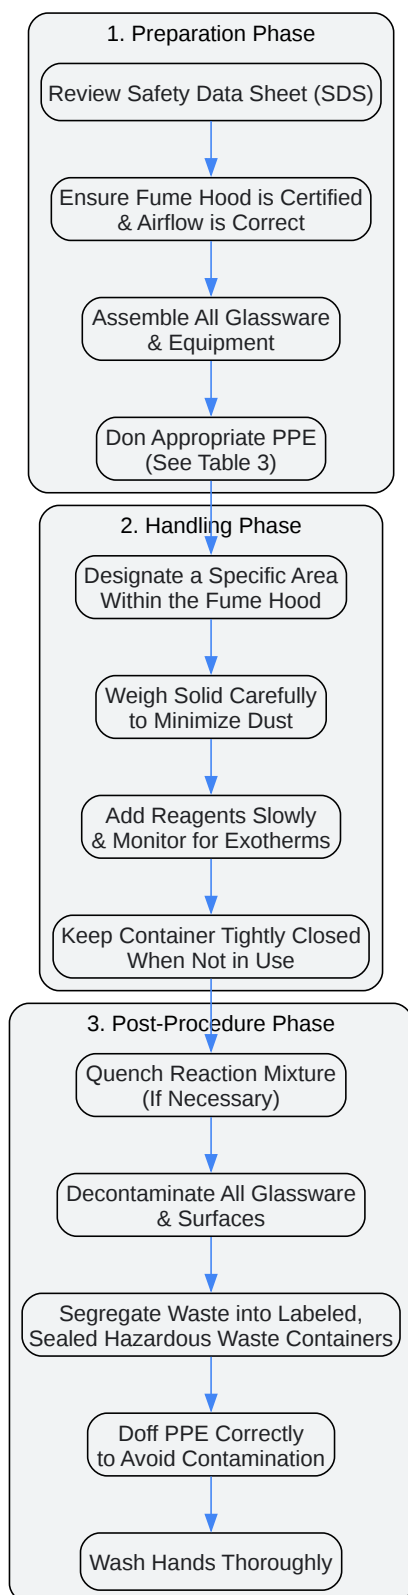 1. Preparation Phase
Review Safety Data Sheet (SDS)
Ensure Fume Hood is Certified
& Airflow is Correct
Assemble All Glassware
& Equipment
Don Appropriate PPE
(See Table 3)
2. Handling Phase
Designate a Specific Area
Within the Fume Hood
Weigh Solid Carefully
to Minimize Dust
Add Reagents Slowly
& Monitor for Exotherms
Keep Container Tightly Closed
When Not in Use
3. Post-Procedure Phase
Quench Reaction Mixture
(If Necessary)
Decontaminate All Glassware
& Surfaces
Segregate Waste into Labeled,
Sealed Hazardous Waste Containers
Doff PPE Correctly
to Avoid Contamination
Wash Hands Thoroughly